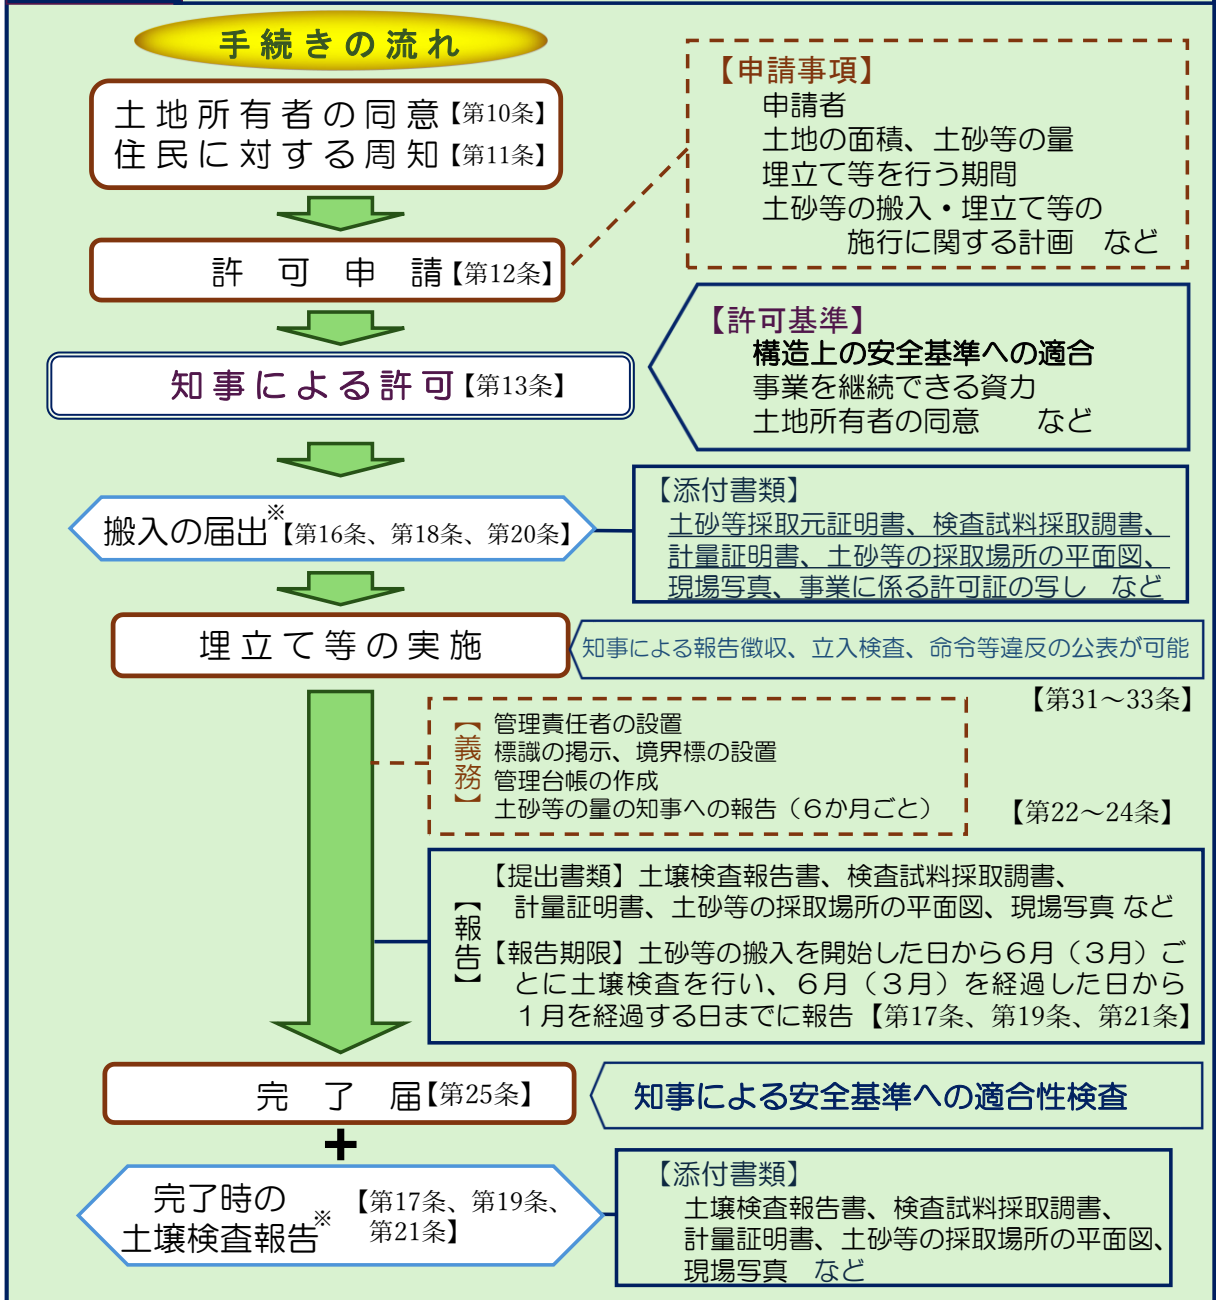 手続きの流れ
土地所有者の同意【第10条】
住民に対する周知【第11条】
【申請事項】
申請者
土地の面積、土砂等の量
埋立て等を行う期間
土砂等の搬入・埋立て等の
施行に関する計画　など
許可申請【第12条】
【許可基準】
構造上の安全基準への適合
事業を継続できる資力
土地所有者の同意　　など
知事による許可【第13条】
搬入の届出※【第16条、第18条、第20条】
【添付書類】
土砂等採取元証明書、検査試料採取調書、
計量証明書、土砂等の採取場所の平面図、
現場写真、事業に係る許可証の写し　など
埋立て等の実施
知事による報告徴収、立入検査、命令等違反の公表が可能
【第31～33条】
【義務】
管理責任者の設置
標識の掲示、境界標の設置
管理台帳の作成
土砂等の量の知事への報告（６か月ごと）
【第22～24条】
【報告】
【提出書類】土壌検査報告書、検査試料採取調書、
計量証明書、土砂等の採取場所の平面図、現場写真 など
【報告期限】土砂等の搬入を開始した日から６月（３月）ご
とに土壌検査を行い、６月（３月）を経過した日から
１月を経過する日までに報告【第17条、第19条、第21条】
完了届【第25条】
知事による安全基準への適合性検査
+
完了時の
土壌検査報告※
【第17条、第19条、
第21条】
【添付書類】
土壌検査報告書、検査試料採取調書、
計量証明書、土砂等の採取場所の平面図、
現場写真　など